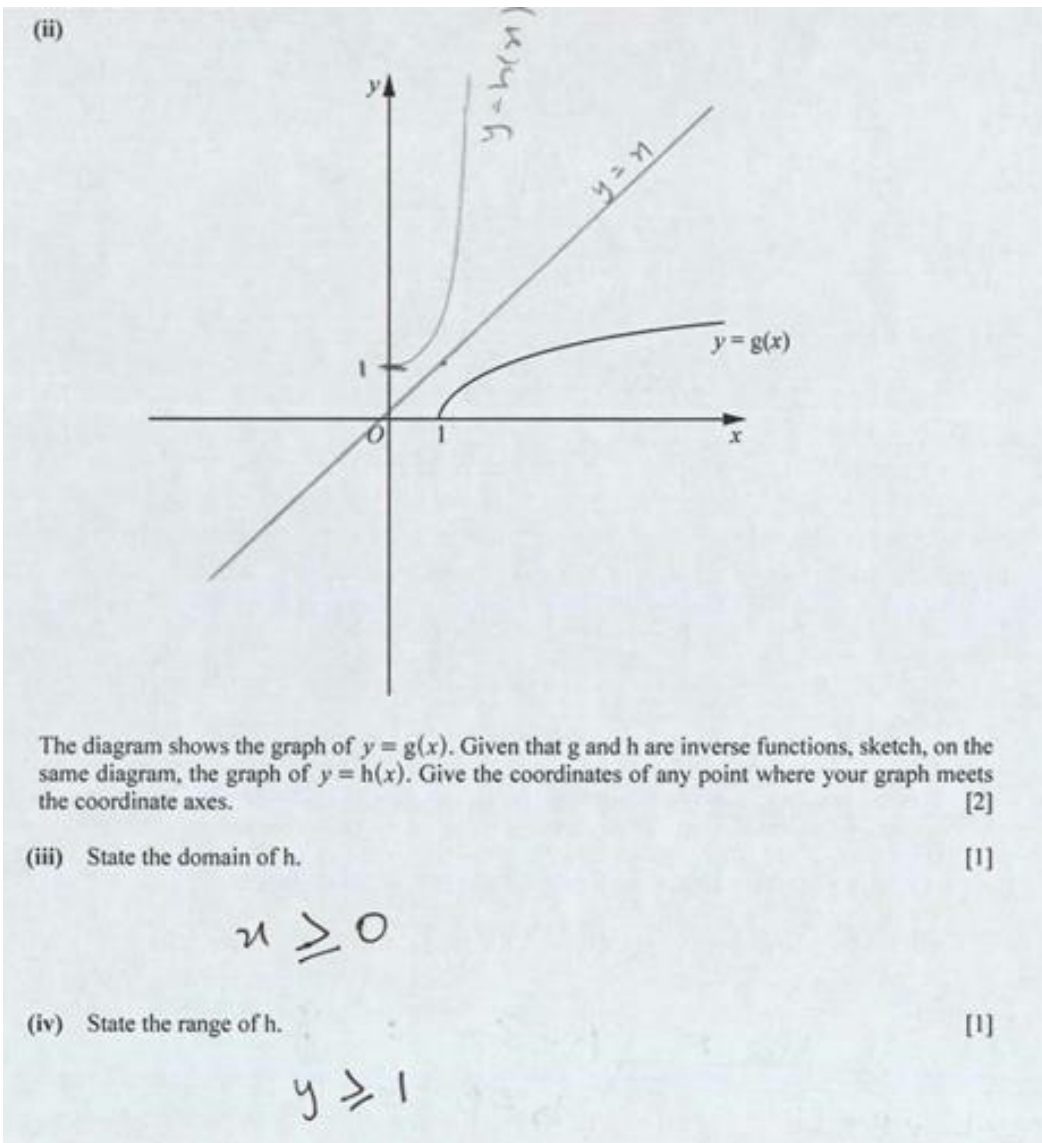 (ii)
y
y = h(x)
y = x
1
y = g(x)
O
1
x
The diagram shows the graph of y = g(x). Given that g and h are inverse functions, sketch, on the
same diagram, the graph of y = h(x). Give the coordinates of any point where your graph meets
the coordinate axes. [2]
(iii) State the domain of h. [1]
x ≥ 0
(iv) State the range of h. [1]
y ≥ 1